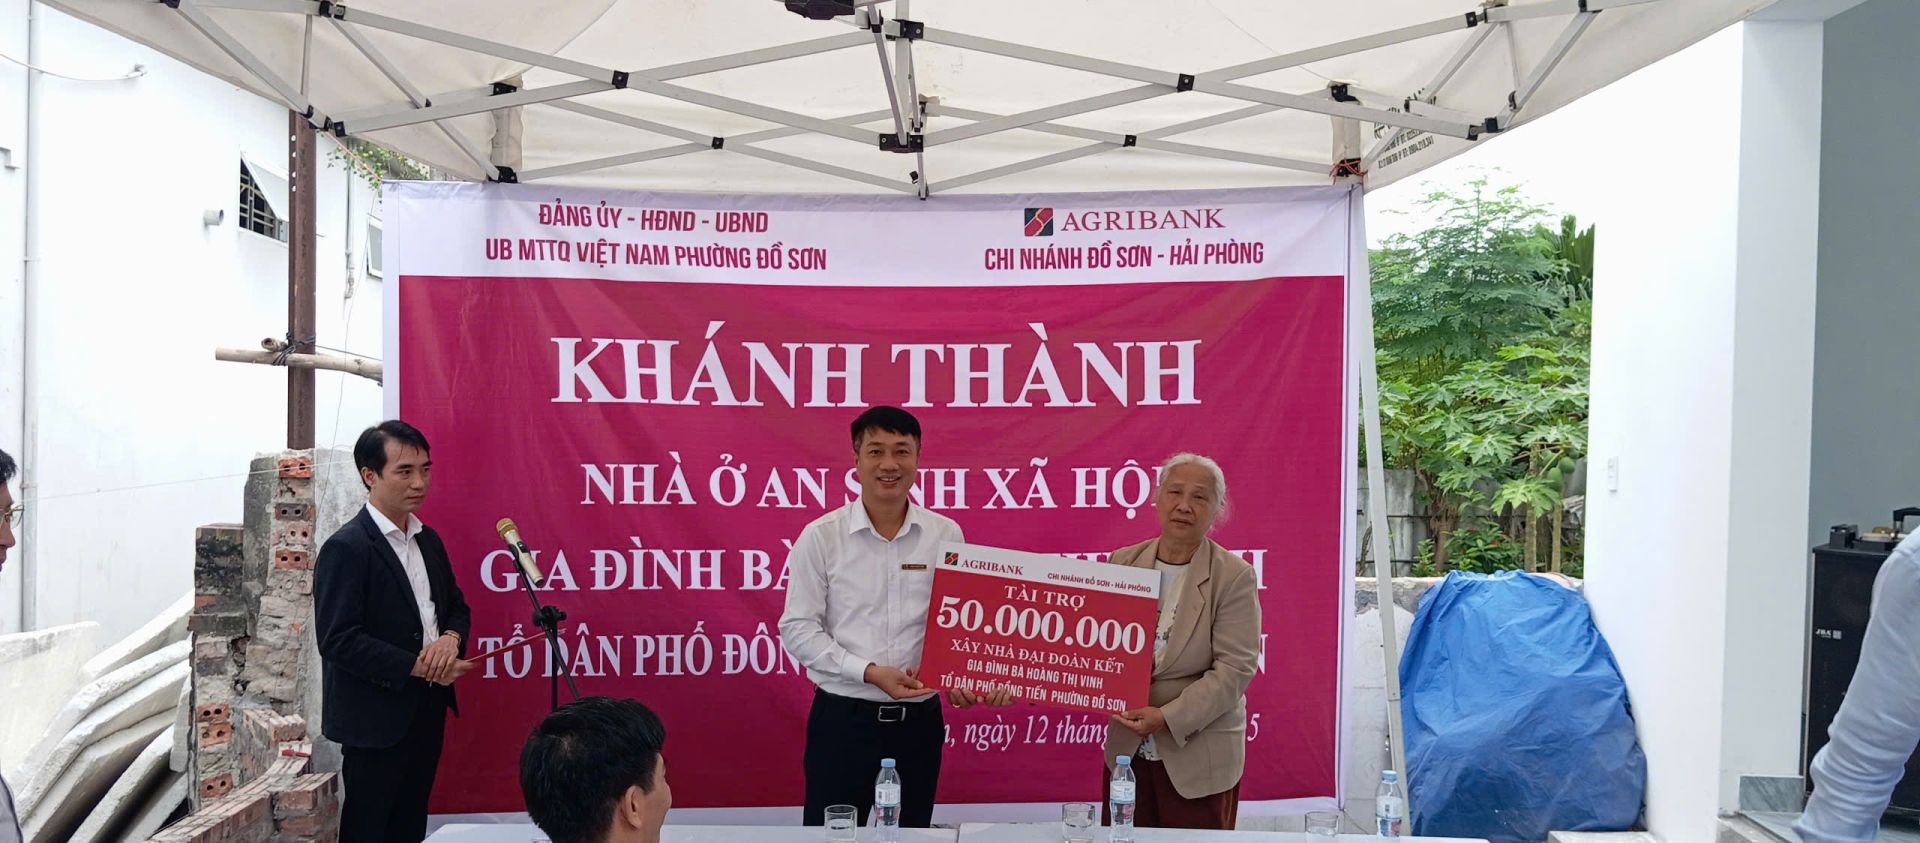 ĐẢNG ỦY - HĐND - UBND
UB MTTQ VIỆT NAM PHƯỜNG ĐỒ SƠN
AGRIBANK
CHI NHÁNH ĐỒ SƠN - HẢI PHÒNG
KHÁNH THÀNH
NHÀ Ở AN SINH XÃ HỘI
GIA ĐÌNH BÀ
TỔ DÂN PHỐ
ngày 12
AGRIBANK
CHI NHÁNH ĐỒ SƠN - HẢI PHÒNG
TÀI TRỢ
50.000.000
XÂY NHÀ ĐẠI ĐOÀN KẾT
GIA ĐÌNH BÀ HOÀNG THỊ VINH
TỔ DÂN PHỐ ĐỒNG TIẾN PHƯỜNG ĐỒ SƠN
JBL